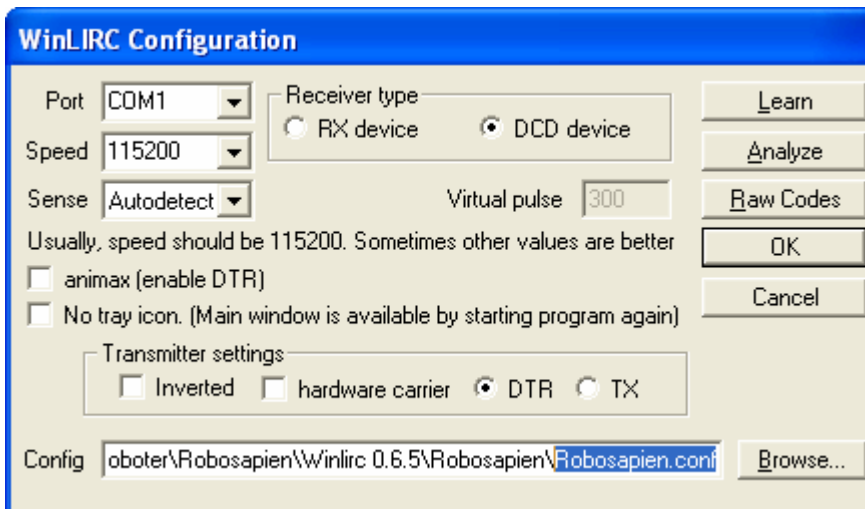 WinLIRC Configuration
Port COM1 Receiver type Learn
RX device DCD device
Speed 115200 Analyze
Sense Autodetect Virtual pulse 300 Raw Codes
Usually, speed should be 115200. Sometimes other values are better OK
animax (enable DTR)
Cancel
No tray icon. (Main window is available by starting program again)
Transmitter settings
Inverted hardware carrier DTR TX
Config oboter\Robosapien\Winlirc 0.6.5\Robosapien\Robosapien.conf Browse...